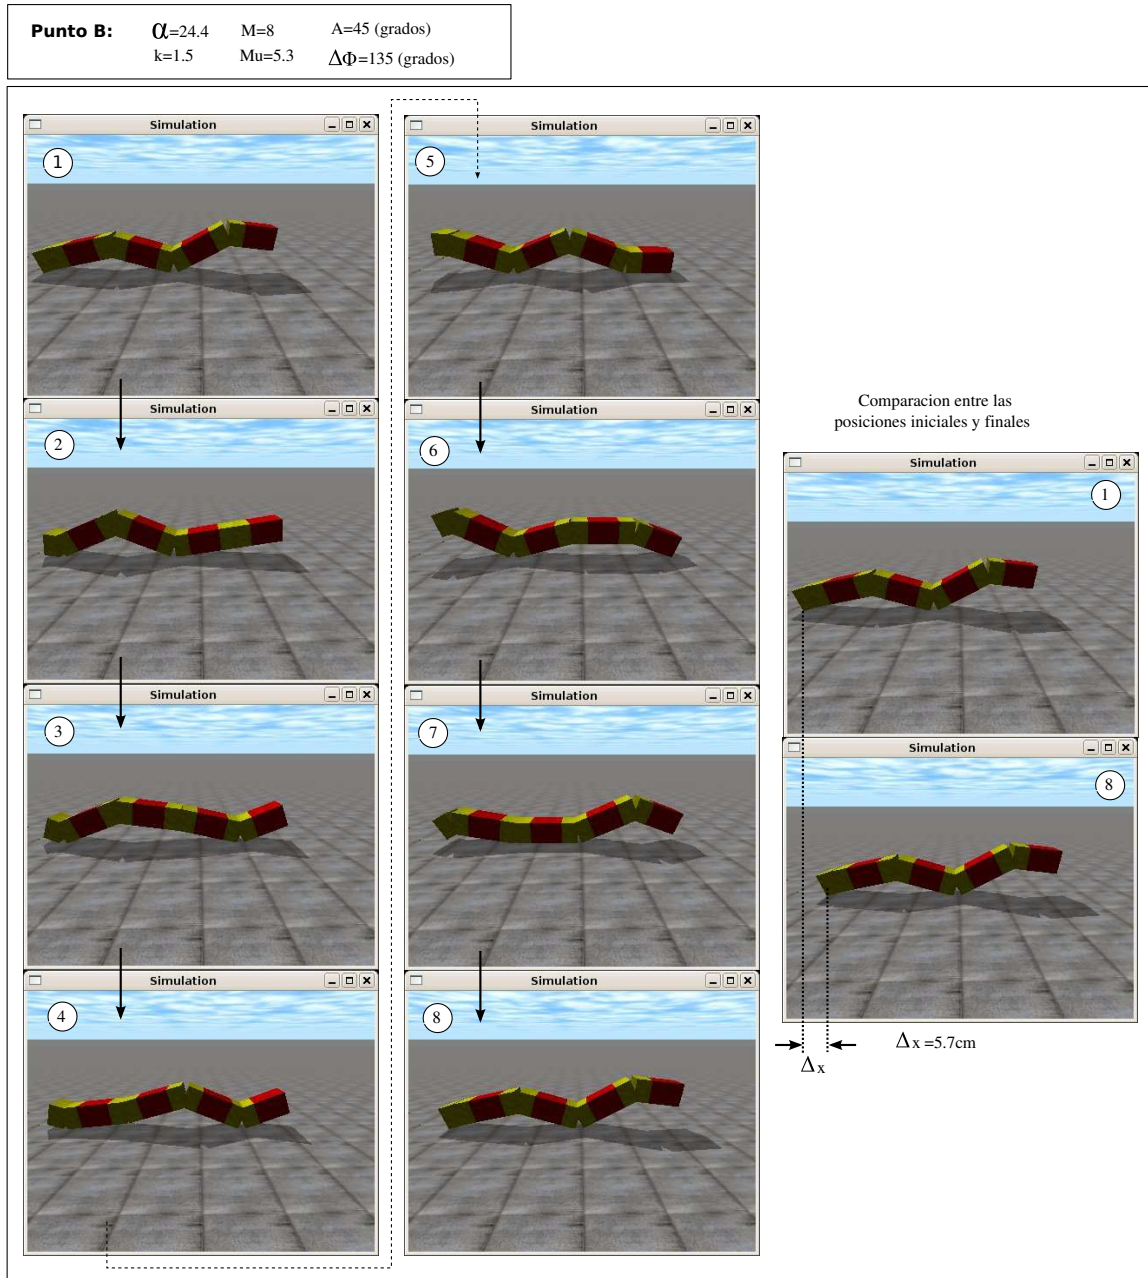 Punto B:
α=24.4
M=8
A=45 (grados)
k=1.5
Mu=5.3
ΔΦ=135 (grados)
Simulation
1
Simulation
2
Simulation
3
Simulation
4
Simulation
5
Simulation
6
Simulation
7
Simulation
8
Comparacion entre las
posiciones iniciales y finales
Simulation
1
Simulation
8
Δx =5.7cm
Δx